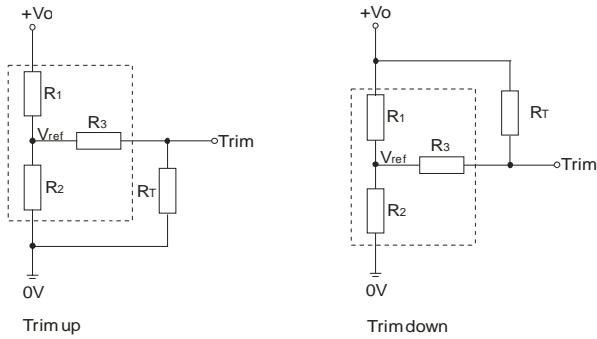 +Vo
R1
Vref
R3
Trim
R2
RT
0V
Trim up
+Vo
R1
RT
Vref
R3
Trim
R2
0V
Trim down